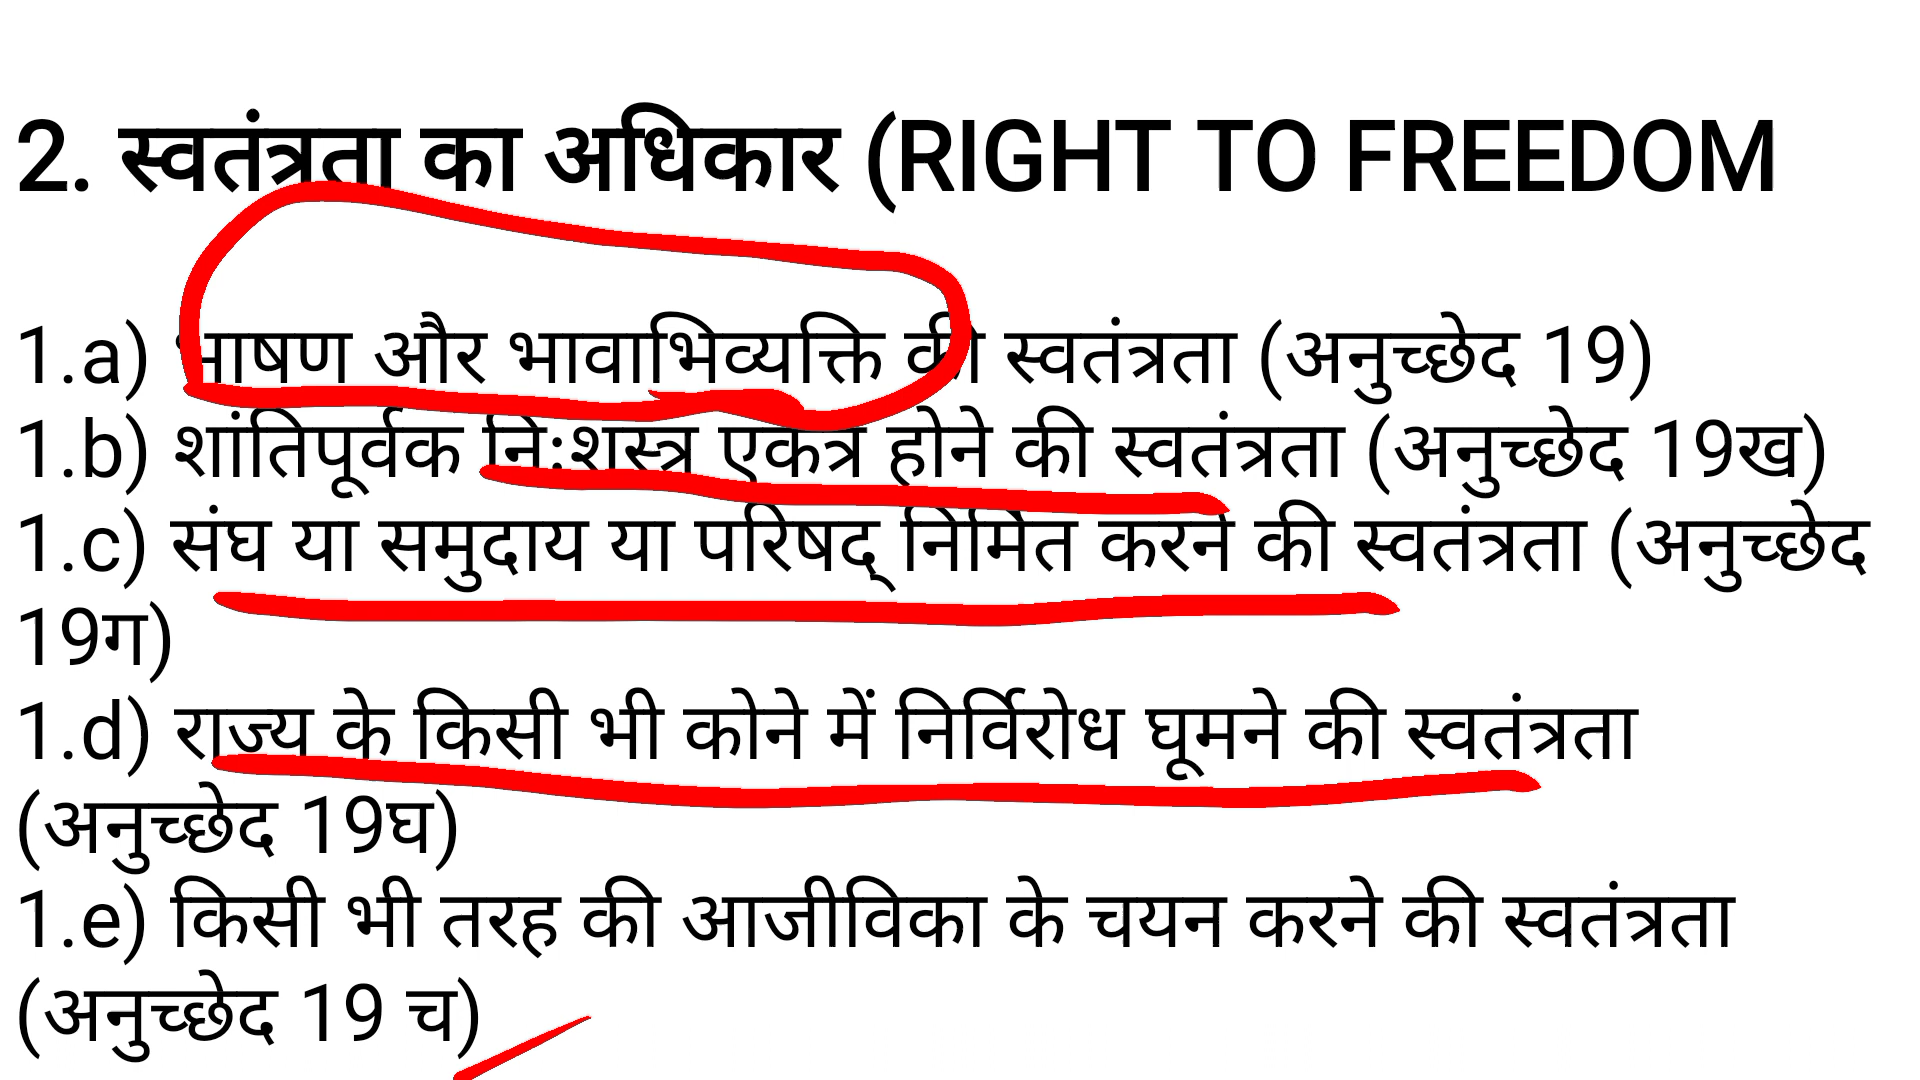 2. स्वतंत्रता का अधिकार (RIGHT TO FREEDOM
1.a) भाषण और भावाभिव्यक्ति की स्वतंत्रता (अनुच्छेद 19)
1.b) शांतिपूर्वक नि:शस्त्र एकत्र होने की स्वतंत्रता (अनुच्छेद 19ख)
1.c) संघ या समुदाय या परिषद् निर्मित करने की स्वतंत्रता (अनुच्छेद
19ग)
1.d) राज्य के किसी भी कोने में निर्विरोध घूमने की स्वतंत्रता
(अनुच्छेद 19घ)
1.e) किसी भी तरह की आजीविका के चयन करने की स्वतंत्रता
(अनुच्छेद 19 च)